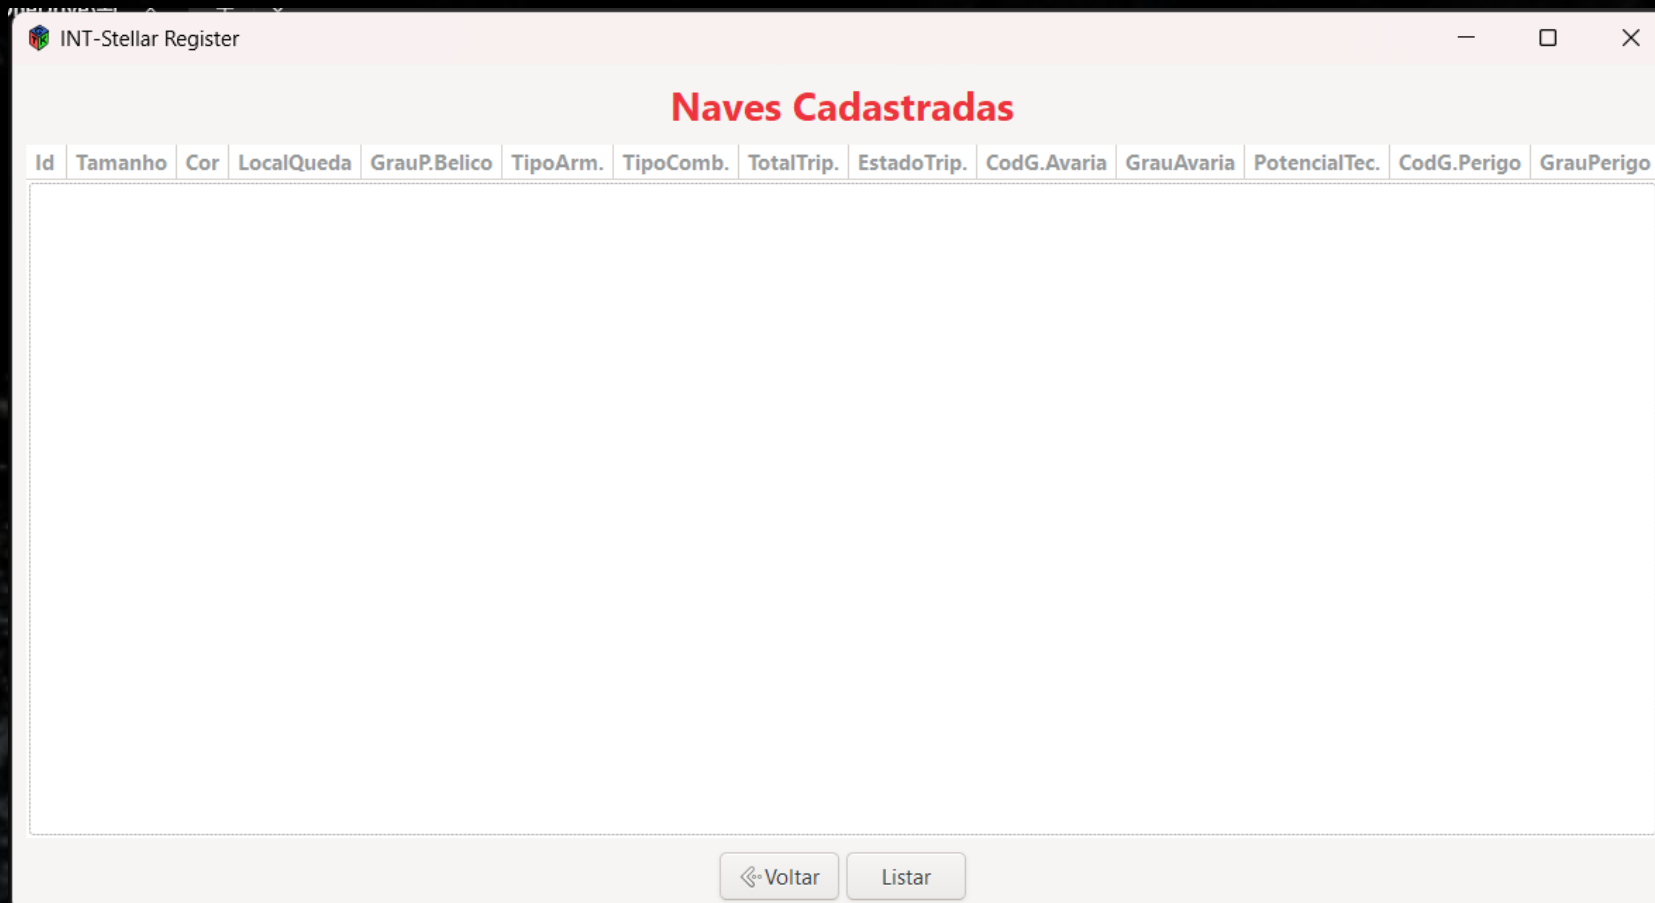 INT-Stellar Register
Naves Cadastradas
Id Tamanho Cor LocalQueda GrauP.Belico TipoArm. TipoComb. TotalTrip. EstadoTrip. CodG.Avaria GrauAvaria PotencialTec. CodG.Perigo GrauPerigo
Voltar Listar